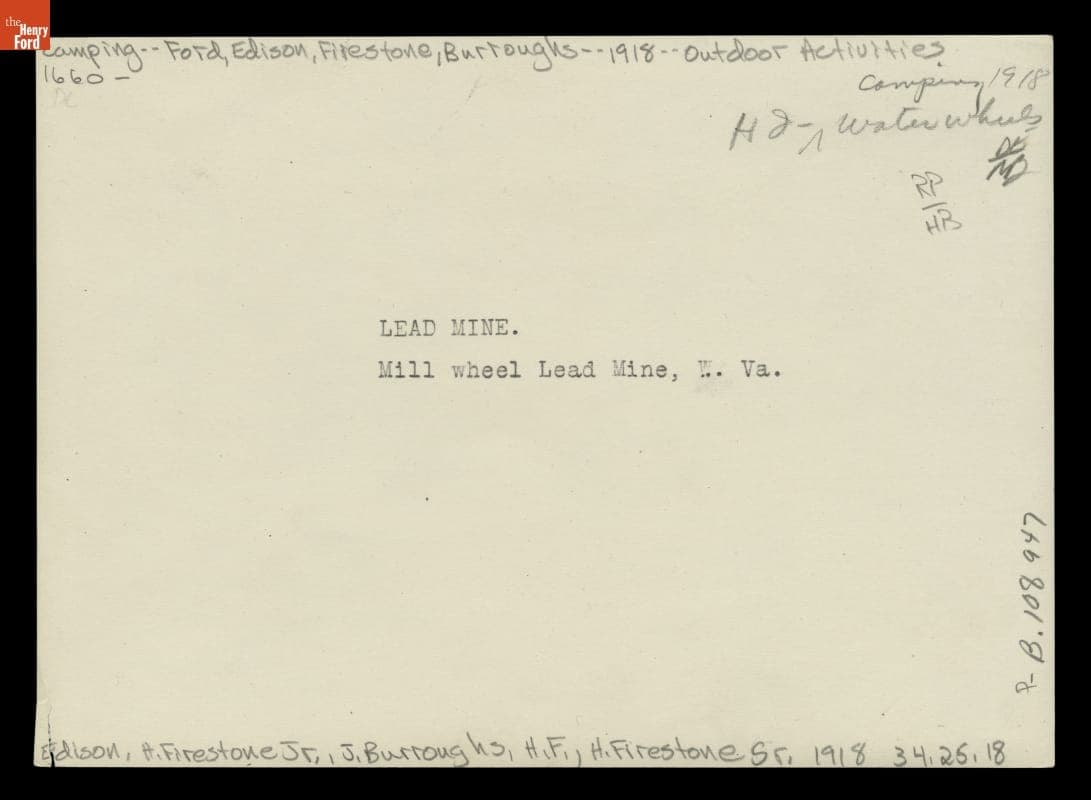 the Henry Ford
Camping--Ford, Edison, Firestone, Burroughs--1918--Outdoor Activities.
1660-
Camping 1918
H J - Waterwheels
RP
HB
LEAD MINE.
Mill wheel Lead Mine, W. Va.
P-B.108947
Edison, H.Firestone Jr., J.Burroughs, H.F., H.Firestone Sr. 1918 34.25.18